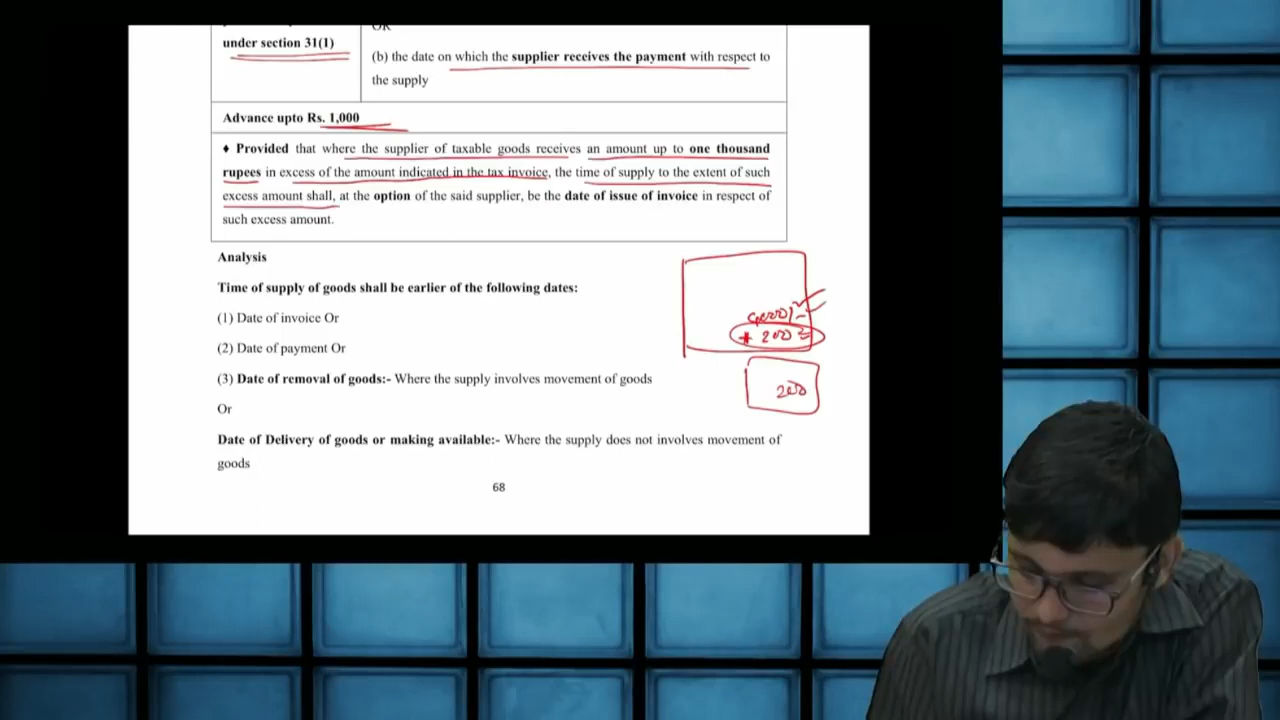 OR
under section 31(1)
(b) the date on which the supplier receives the payment with respect to
the supply
Advance upto Rs. 1,000
♦ Provided that where the supplier of taxable goods receives an amount up to one thousand
rupees in excess of the amount indicated in the tax invoice, the time of supply to the extent of such
excess amount shall, at the option of the said supplier, be the date of issue of invoice in respect of
such excess amount.
Analysis
Time of supply of goods shall be earlier of the following dates:
(1) Date of invoice Or
(2) Date of payment Or
(3) Date of removal of goods:- Where the supply involves movement of goods
Or
Date of Delivery of goods or making available:- Where the supply does not involves movement of
goods
+ 200
200
68